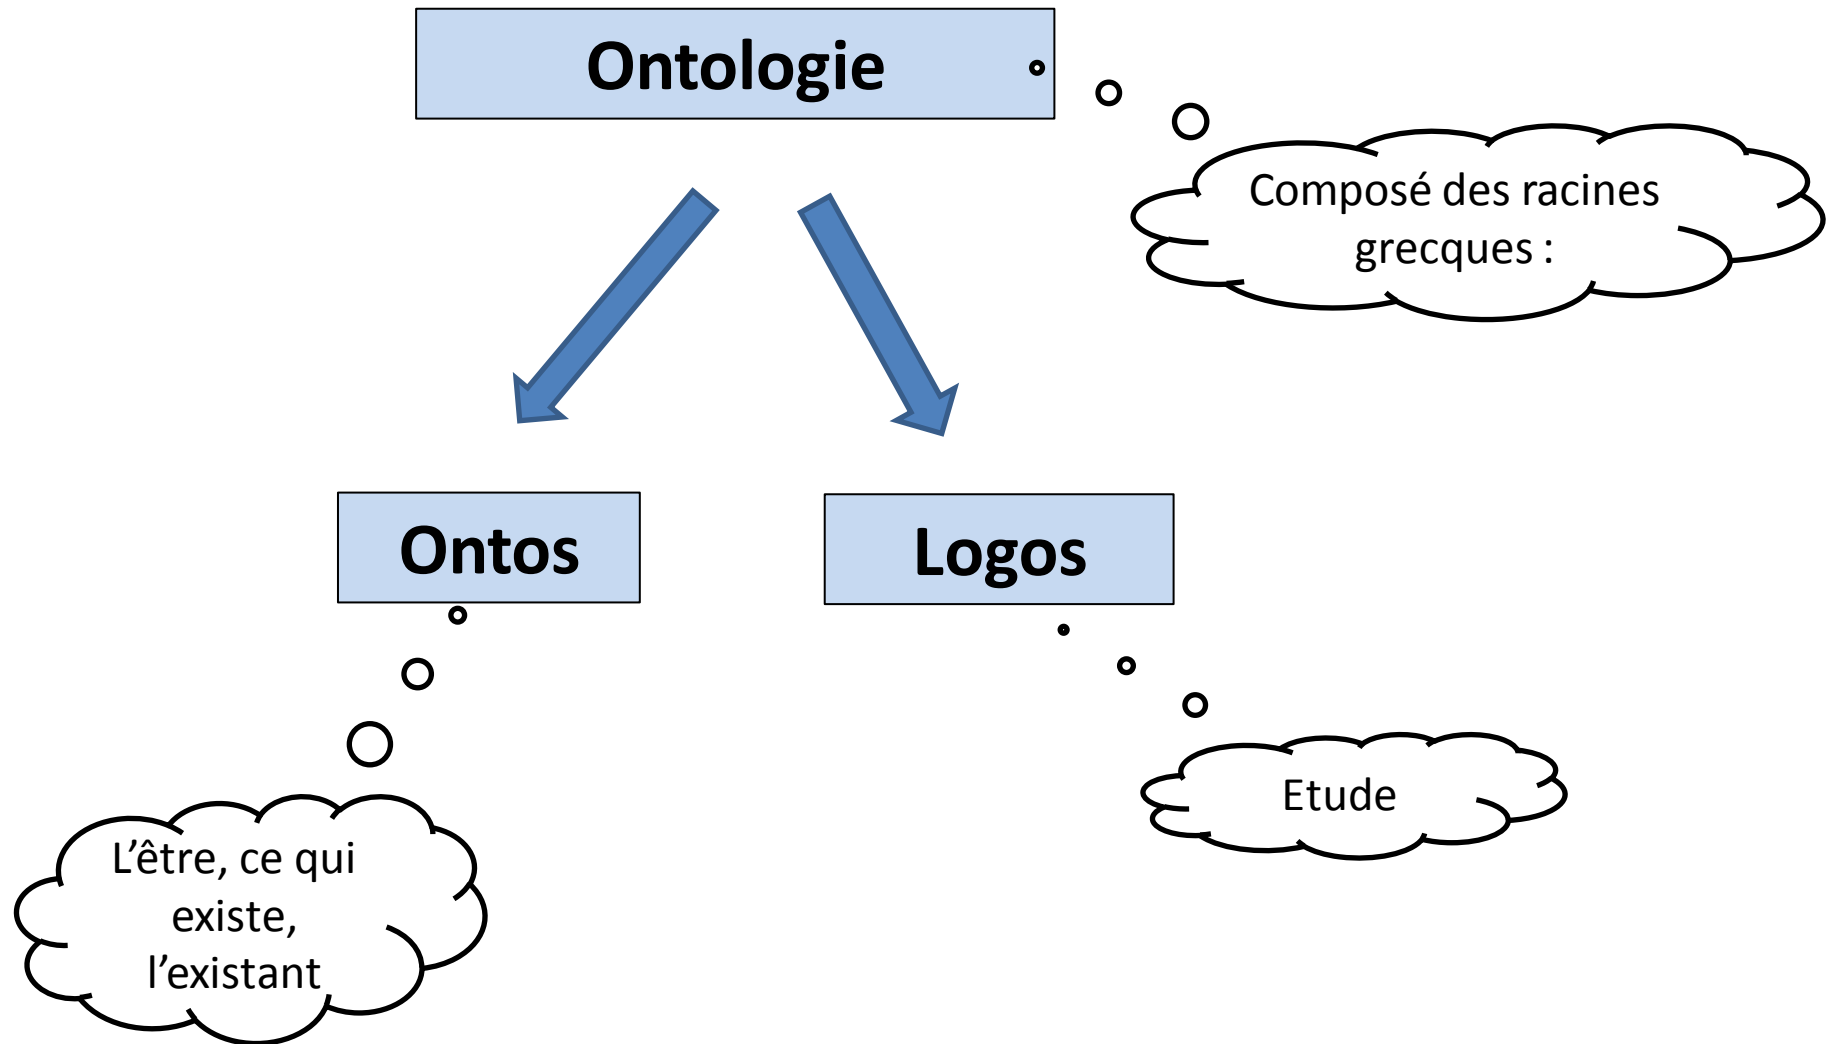 Ontologie
Composé des racines
grecques :
Ontos
Logos
Etude
L’être, ce qui
existe,
l’existant